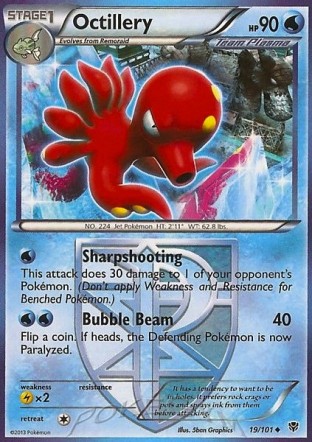 STAGE1
Octillery
HP 90
Evolves from Remoraid
Team Plasma
NO. 224 Jet Pokémon HT: 2'11" WT: 62.8 lbs.
Sharpshooting
This attack does 30 damage to 1 of your opponent's
Pokémon. (Don't apply Weakness and Resistance for
Benched Pokémon.)
Bubble Beam 40
Flip a coin. If heads, the Defending Pokémon is now
Paralyzed.
weakness
resistance
×2
retreat
It has a tendency to want to be
in holes. It prefers rock crags or
pots and sprays ink from them
before attacking.
©2013 Pokémon
Illus. 5ban Graphics
19/101